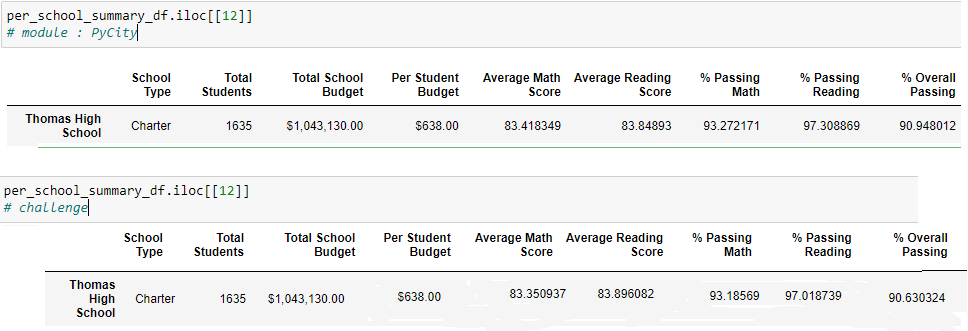 per_school_summary_df.iloc[[12]]
# module : PyCity
School Type Total Students Total School Budget Per Student Budget Average Math Score Average Reading Score % Passing Math % Passing Reading % Overall Passing
Thomas High School Charter 1635 $1,043,130.00 $638.00 83.418349 83.84893 93.272171 97.308869 90.948012
per_school_summary_df.iloc[[12]]
# challenge
School Type Total Students Total School Budget Per Student Budget Average Math Score Average Reading Score % Passing Math % Passing Reading % Overall Passing
Thomas High School Charter 1635 $1,043,130.00 $638.00 83.350937 83.896082 93.18569 97.018739 90.630324